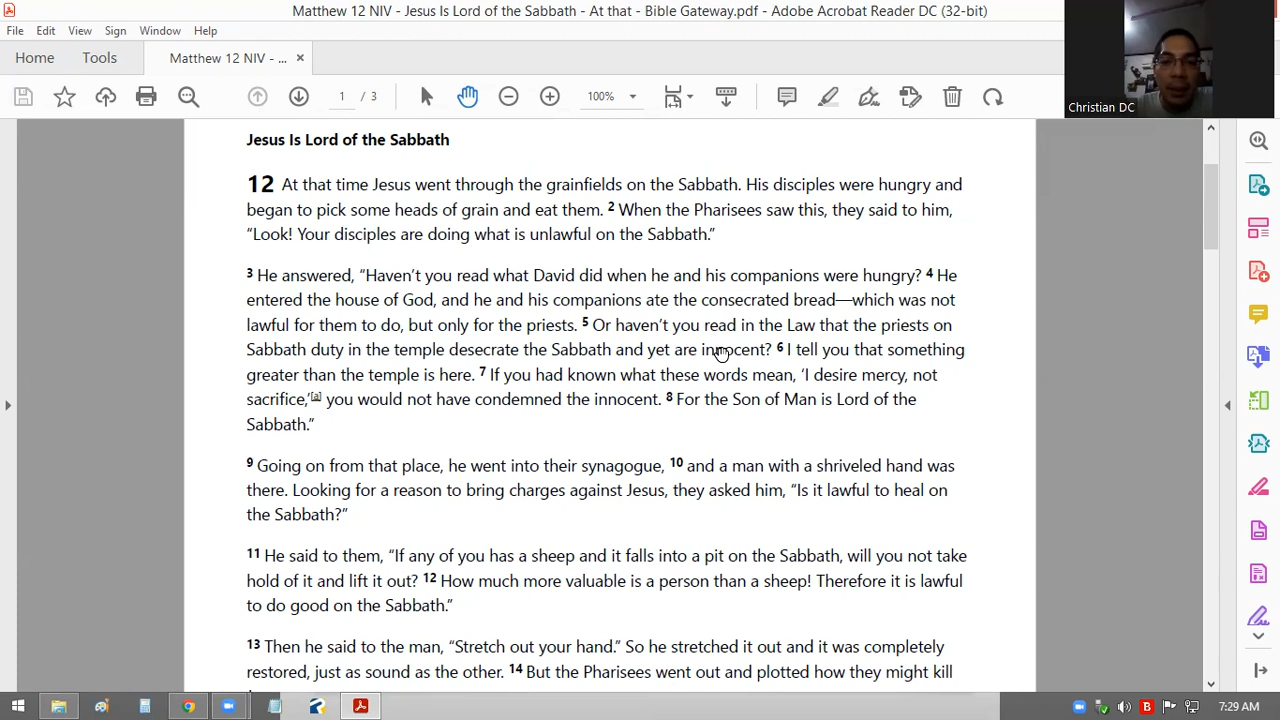 Matthew 12 NIV - Jesus Is Lord of the Sabbath - At that - Bible Gateway.pdf - Adobe Acrobat Reader DC (32-bit)
File Edit View Sign Window Help
Home Tools Matthew 12 NIV - ... ×
1 / 3 100%
Christian DC
Jesus Is Lord of the Sabbath
12 At that time Jesus went through the grainfields on the Sabbath. His disciples were hungry and
began to pick some heads of grain and eat them. 2 When the Pharisees saw this, they said to him,
“Look! Your disciples are doing what is unlawful on the Sabbath.”
3 He answered, “Haven’t you read what David did when he and his companions were hungry? 4 He
entered the house of God, and he and his companions ate the consecrated bread—which was not
lawful for them to do, but only for the priests. 5 Or haven’t you read in the Law that the priests on
Sabbath duty in the temple desecrate the Sabbath and yet are innocent? 6 I tell you that something
greater than the temple is here. 7 If you had known what these words mean, ‘I desire mercy, not
sacrifice,’[a] you would not have condemned the innocent. 8 For the Son of Man is Lord of the
Sabbath.”
9 Going on from that place, he went into their synagogue, 10 and a man with a shriveled hand was
there. Looking for a reason to bring charges against Jesus, they asked him, “Is it lawful to heal on
the Sabbath?”
11 He said to them, “If any of you has a sheep and it falls into a pit on the Sabbath, will you not take
hold of it and lift it out? 12 How much more valuable is a person than a sheep! Therefore it is lawful
to do good on the Sabbath.”
13 Then he said to the man, “Stretch out your hand.” So he stretched it out and it was completely
restored, just as sound as the other. 14 But the Pharisees went out and plotted how they might kill
7:29 AM